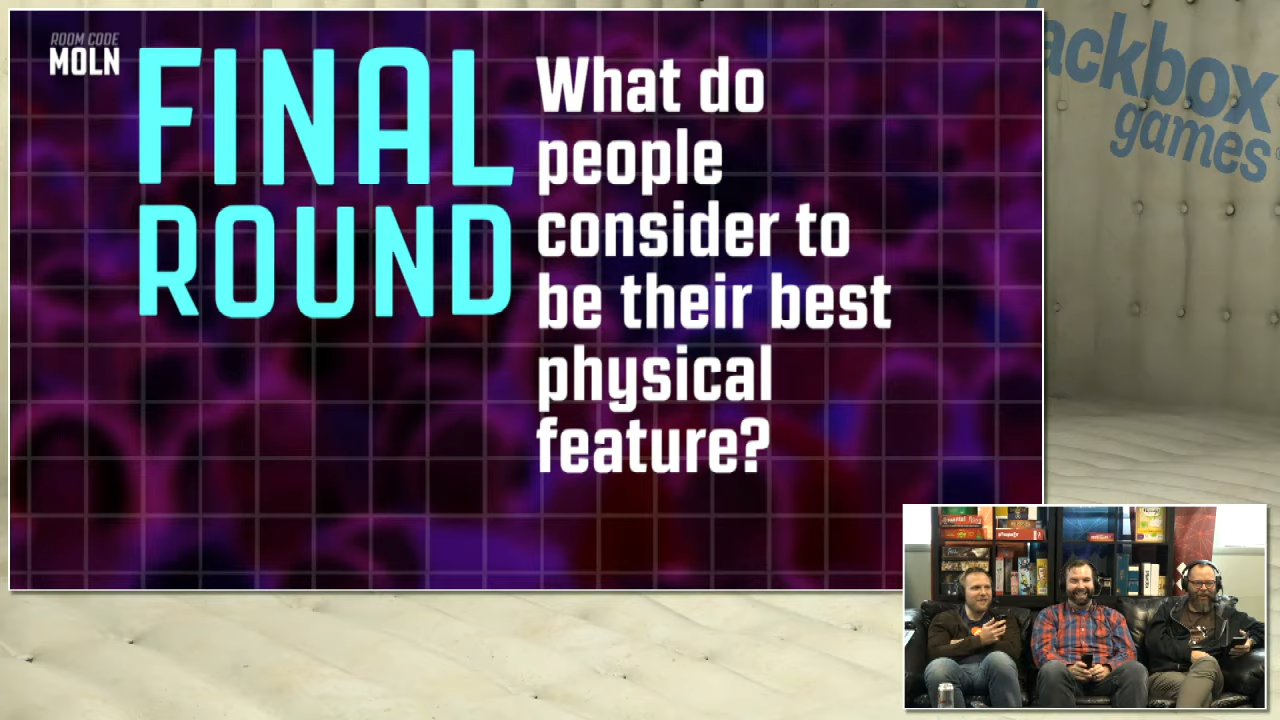 ROOM CODE
MOLN
FINAL
ROUND
What do
people
consider to
be their best
physical
feature?
ackbox
games